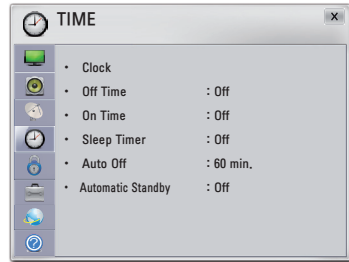 TIME
X
• Clock
• Off Time : Off
• On Time : Off
• Sleep Timer : Off
• Auto Off : 60 min.
• Automatic Standby : Off
?